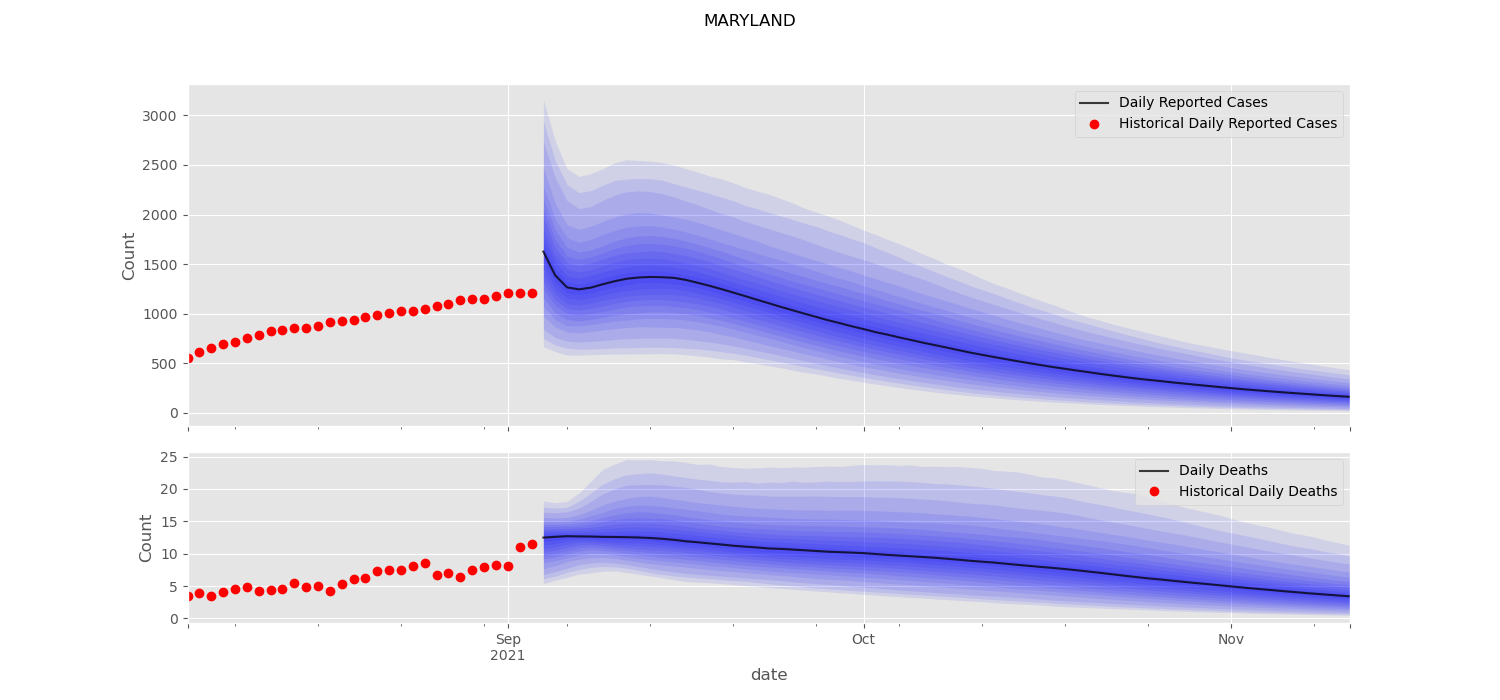 MARYLAND
Count
3000
2500
2000
1500
1000
500
0
Daily Reported Cases
Historical Daily Reported Cases
Count
25
20
15
10
5
0
Daily Deaths
Historical Daily Deaths
Sep
2021
Oct
Nov
date